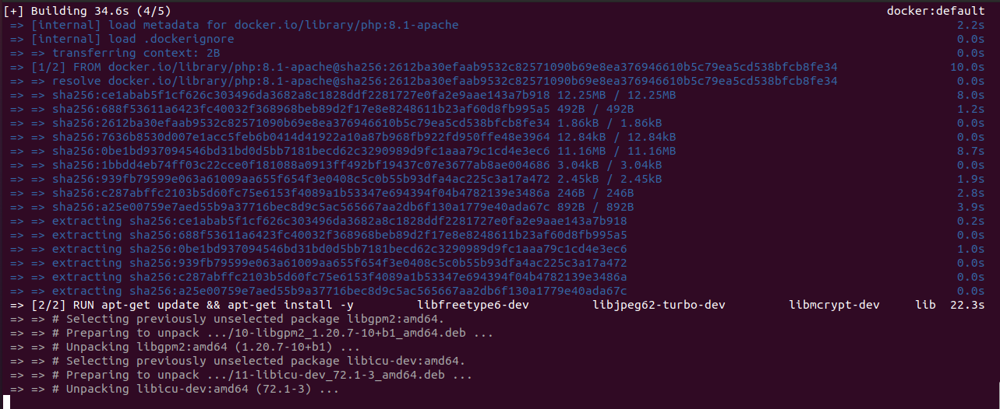 [+] Building 34.6s (4/5) docker:default
=> [internal] load metadata for docker.io/library/php:8.1-apache 2.2s
=> [internal] load .dockerignore 0.0s
=> => transferring context: 2B 0.0s
=> [1/2] FROM docker.io/library/php:8.1-apache@sha256:2612ba30efaab9532c82571090b69e8ea376946610b5c79ea5cd538bfcb8fe34 10.0s
=> => resolve docker.io/library/php:8.1-apache@sha256:2612ba30efaab9532c82571090b69e8ea376946610b5c79ea5cd538bfcb8fe34 0.0s
=> => sha256:ce1abab5f1cf626c303496da3682a8c1828ddf2281727e0fa2e9aae143a7b918 12.25MB / 12.25MB 8.0s
=> => sha256:688f53611a6423fc40032f368968beb89d2f17e8e8248611b23af60d8fb995a5 492B / 492B 1.2s
=> => sha256:2612ba30efaab9532c82571090b69e8ea376946610b5c79ea5cd538bfcb8fe34 1.86kB / 1.86kB 0.0s
=> => sha256:7636b8530d007e1acc5feb6b0414d41922a10a87b968fb922fd950ffe48e3964 12.84kB / 12.84kB 0.0s
=> => sha256:0be1bd937094546bd31bd0d5bb7181becd62c3290989d9fc1aaa79c1cd4e3ec6 11.16MB / 11.16MB 8.7s
=> => sha256:1bbdd4eb74ff03c22cce0f181088a0913ff492bf19437c07e3677ab8ae004686 3.04kB / 3.04kB 0.0s
=> => sha256:939fb79599e063a61009aa655f654f3e0408c5c0b55b93dfa4ac225c3a17a472 2.45kB / 2.45kB 1.9s
=> => sha256:c287abffc2103b5d60fc75e6153f4089a1b53347e694394f04b4782139e3486a 246B / 246B 2.8s
=> => sha256:a25e00759e7aed55b9a37716bec8d9c5ac565667aa2db6f130a1779e40ada67c 892B / 892B 3.9s
=> => extracting sha256:ce1abab5f1cf626c303496da3682a8c1828ddf2281727e0fa2e9aae143a7b918 0.2s
=> => extracting sha256:688f53611a6423fc40032f368968beb89d2f17e8e8248611b23af60d8fb995a5 0.0s
=> => extracting sha256:0be1bd937094546bd31bd0d5bb7181becd62c3290989d9fc1aaa79c1cd4e3ec6 1.0s
=> => extracting sha256:939fb79599e063a61009aa655f654f3e0408c5c0b55b93dfa4ac225c3a17a472 0.0s
=> => extracting sha256:c287abffc2103b5d60fc75e6153f4089a1b53347e694394f04b4782139e3486a 0.0s
=> => extracting sha256:a25e00759e7aed55b9a37716bec8d9c5ac565667aa2db6f130a1779e40ada67c 0.0s
=> [2/2] RUN apt-get update && apt-get install -y libfreetype6-dev libjpeg62-turbo-dev libmcrypt-dev lib 22.3s
=> => # Selecting previously unselected package libgpm2:amd64.
=> => # Preparing to unpack .../10-libgpm2_1.20.7-10+b1_amd64.deb ...
=> => # Unpacking libgpm2:amd64 (1.20.7-10+b1) ...
=> => # Selecting previously unselected package libicu-dev:amd64.
=> => # Preparing to unpack .../11-libicu-dev_72.1-3_amd64.deb ...
=> => # Unpacking libicu-dev:amd64 (72.1-3) ...